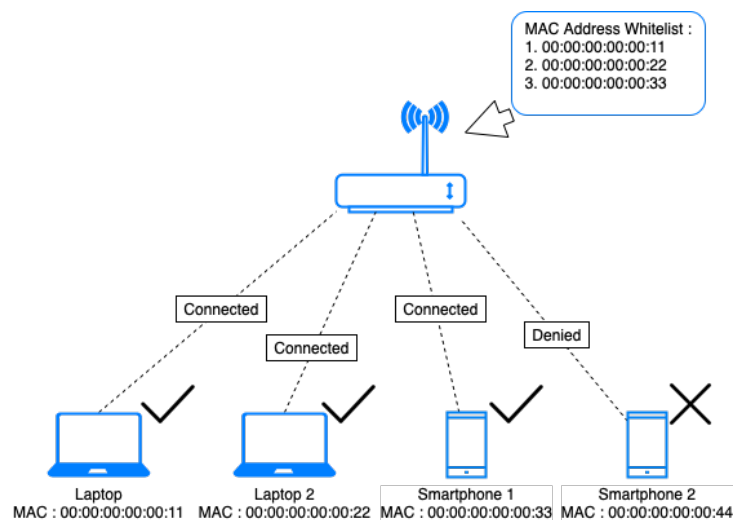 MAC Address Whitelist :
1. 00:00:00:00:00:11
2. 00:00:00:00:00:22
3. 00:00:00:00:00:33
Connected
Connected
Connected
Denied
Laptop
MAC : 00:00:00:00:00:11
Laptop 2
MAC : 00:00:00:00:00:22
Smartphone 1
MAC : 00:00:00:00:00:33
Smartphone 2
MAC : 00:00:00:00:00:44